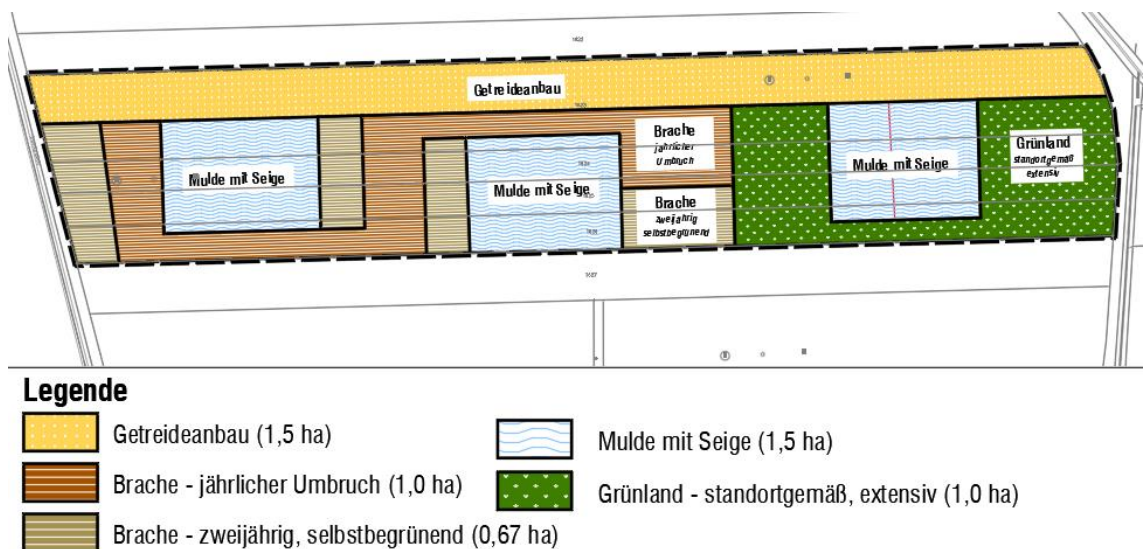 Getreideanbau
Brache
jährlicher
Umbruch
Grünland
standortgemäß
extensiv
Mulde mit Seige
Mulde mit Seige
Mulde mit Seige
Brache
zweijährig
selbstbegrünend
Legende
Getreideanbau (1,5 ha)
Brache - jährlicher Umbruch (1,0 ha)
Brache - zweijährig, selbstbegrünend (0,67 ha)
Mulde mit Seige (1,5 ha)
Grünland - standortgemäß, extensiv (1,0 ha)